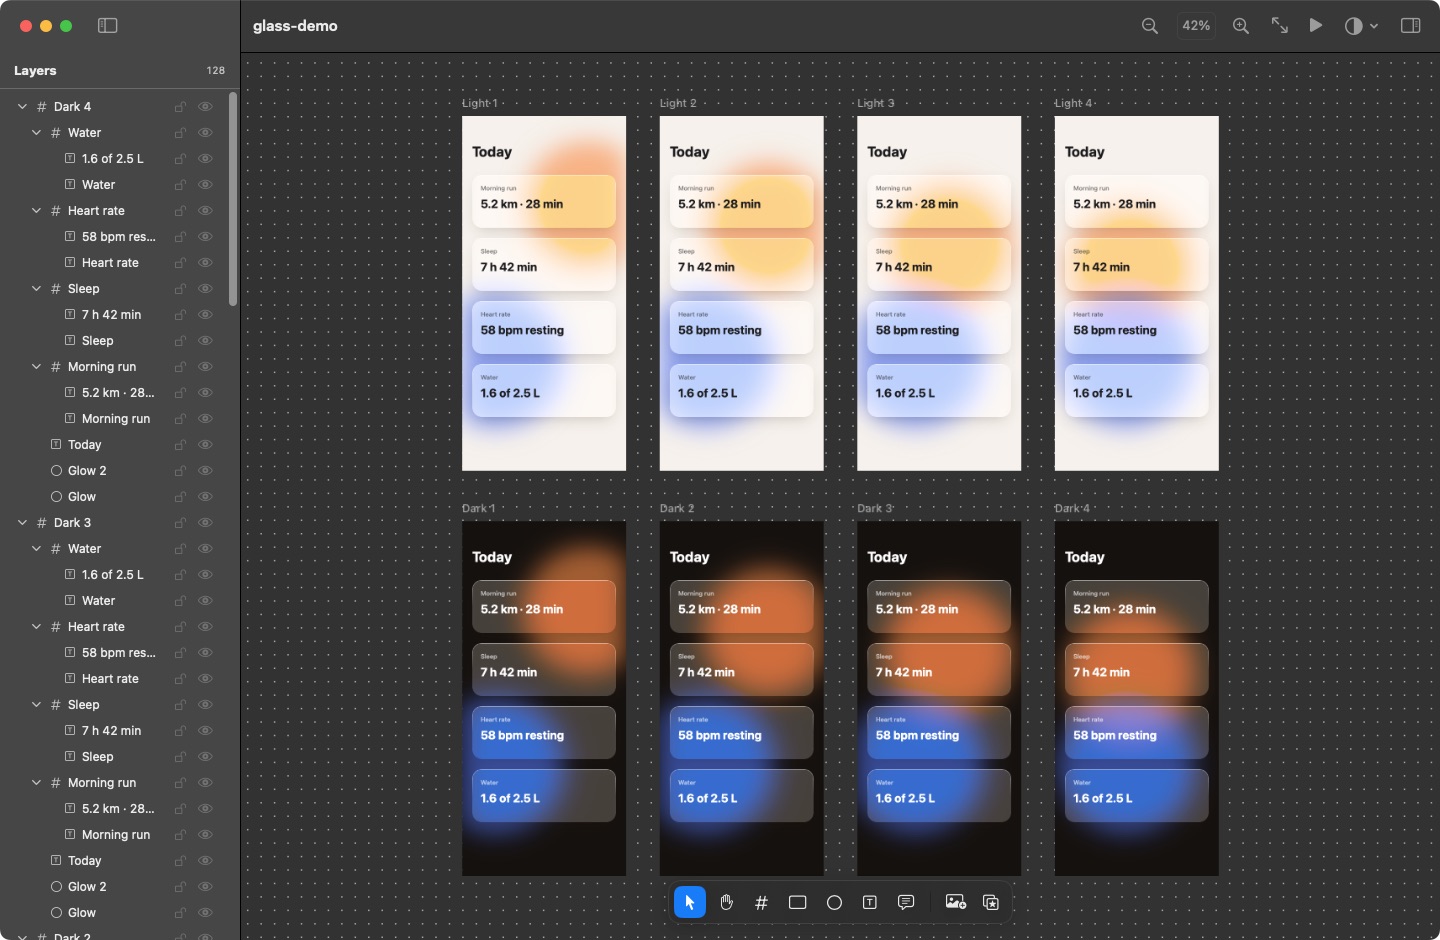 glass-demo
42%
Layers
128
Dark 4
Water
1.6 of 2.5 L
Water
Heart rate
58 bpm res...
Heart rate
Sleep
7 h 42 min
Sleep
Morning run
5.2 km · 28...
Morning run
Today
Glow 2
Glow
Dark 3
Water
1.6 of 2.5 L
Water
Heart rate
58 bpm res...
Heart rate
Sleep
7 h 42 min
Sleep
Morning run
5.2 km · 28...
Morning run
Today
Glow 2
Glow
Dark 2
Light 1
Today
Morning run
5.2 km · 28 min
Sleep
7 h 42 min
Heart rate
58 bpm resting
Water
1.6 of 2.5 L
Light 2
Today
Morning run
5.2 km · 28 min
Sleep
7 h 42 min
Heart rate
58 bpm resting
Water
1.6 of 2.5 L
Light 3
Today
Morning run
5.2 km · 28 min
Sleep
7 h 42 min
Heart rate
58 bpm resting
Water
1.6 of 2.5 L
Light 4
Today
Morning run
5.2 km · 28 min
Sleep
7 h 42 min
Heart rate
58 bpm resting
Water
1.6 of 2.5 L
Dark 1
Today
Morning run
5.2 km · 28 min
Sleep
7 h 42 min
Heart rate
58 bpm resting
Water
1.6 of 2.5 L
Dark 2
Today
Morning run
5.2 km · 28 min
Sleep
7 h 42 min
Heart rate
58 bpm resting
Water
1.6 of 2.5 L
Dark 3
Today
Morning run
5.2 km · 28 min
Sleep
7 h 42 min
Heart rate
58 bpm resting
Water
1.6 of 2.5 L
Dark 4
Today
Morning run
5.2 km · 28 min
Sleep
7 h 42 min
Heart rate
58 bpm resting
Water
1.6 of 2.5 L